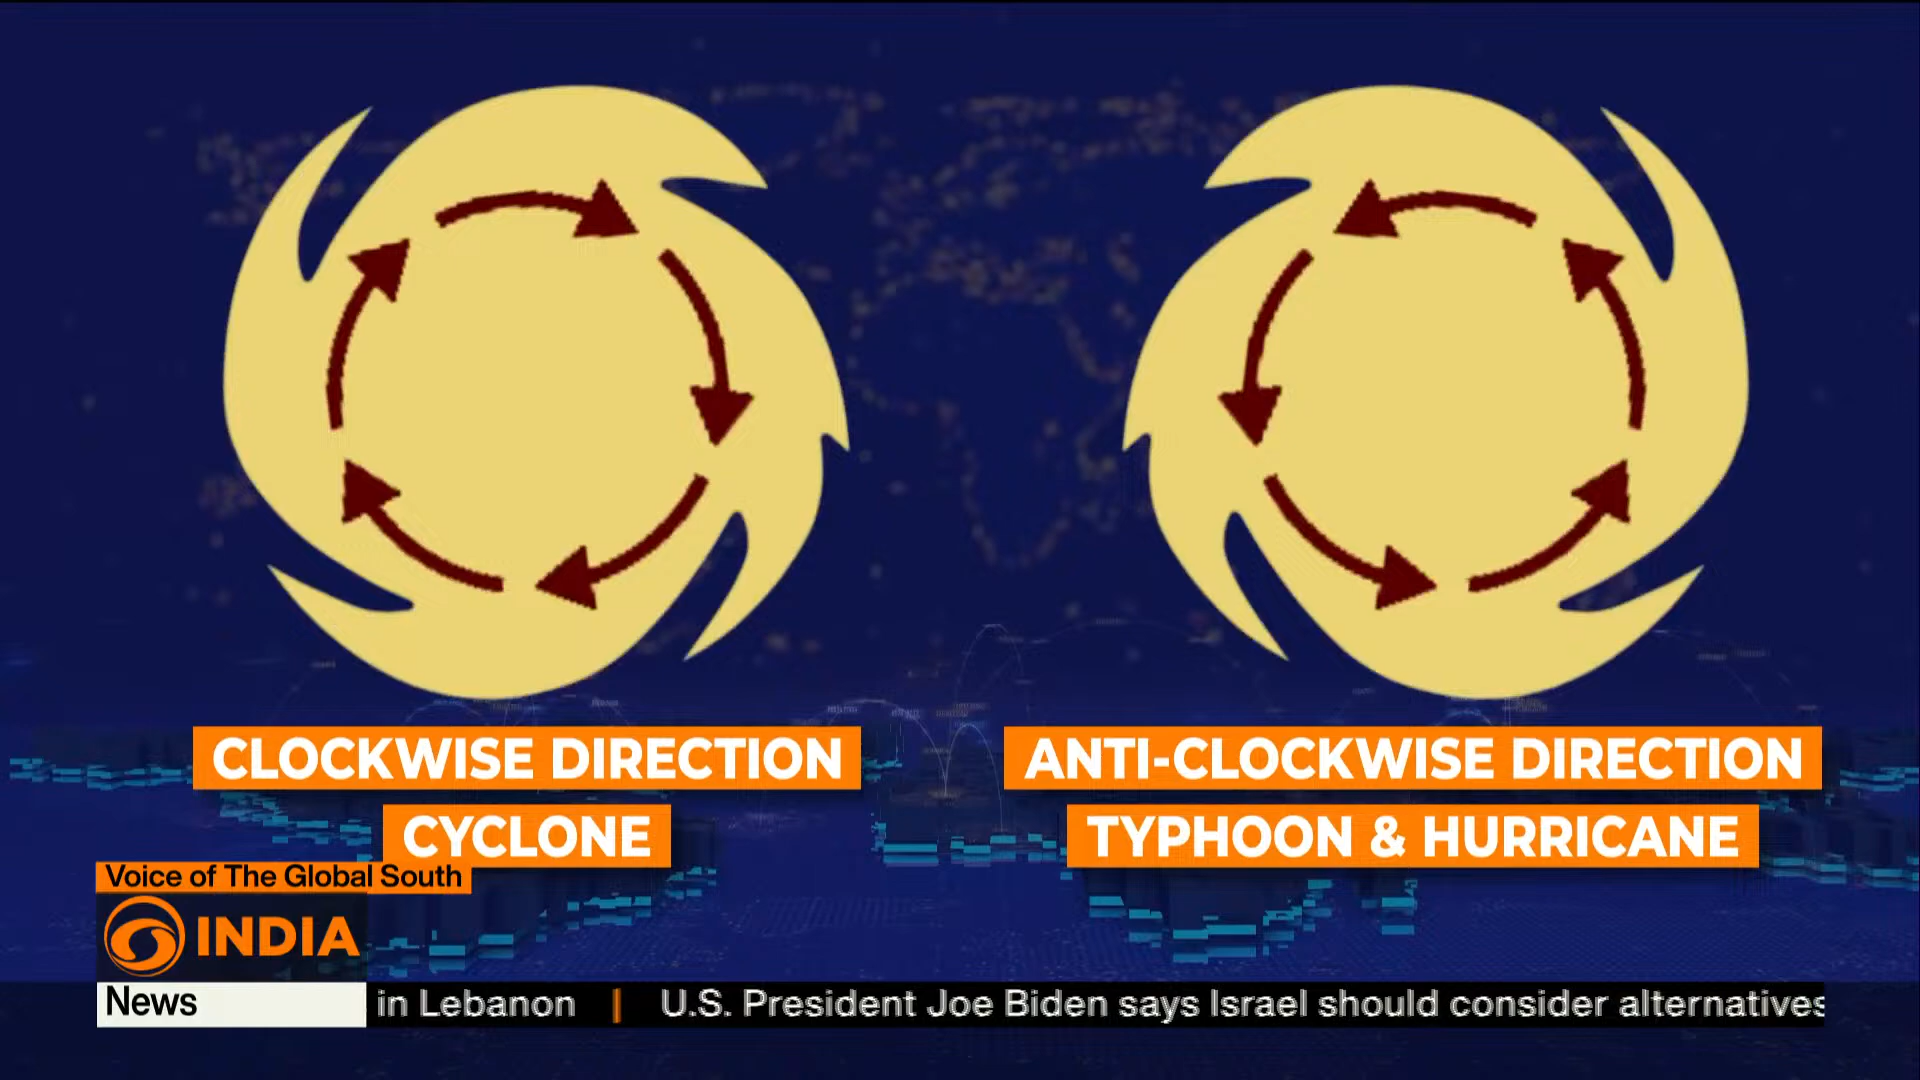 CLOCKWISE DIRECTION
CYCLONE
ANTI-CLOCKWISE DIRECTION
TYPHOON & HURRICANE
Voice of The Global South
INDIA
News
in Lebanon | U.S. President Joe Biden says Israel should consider alternatives